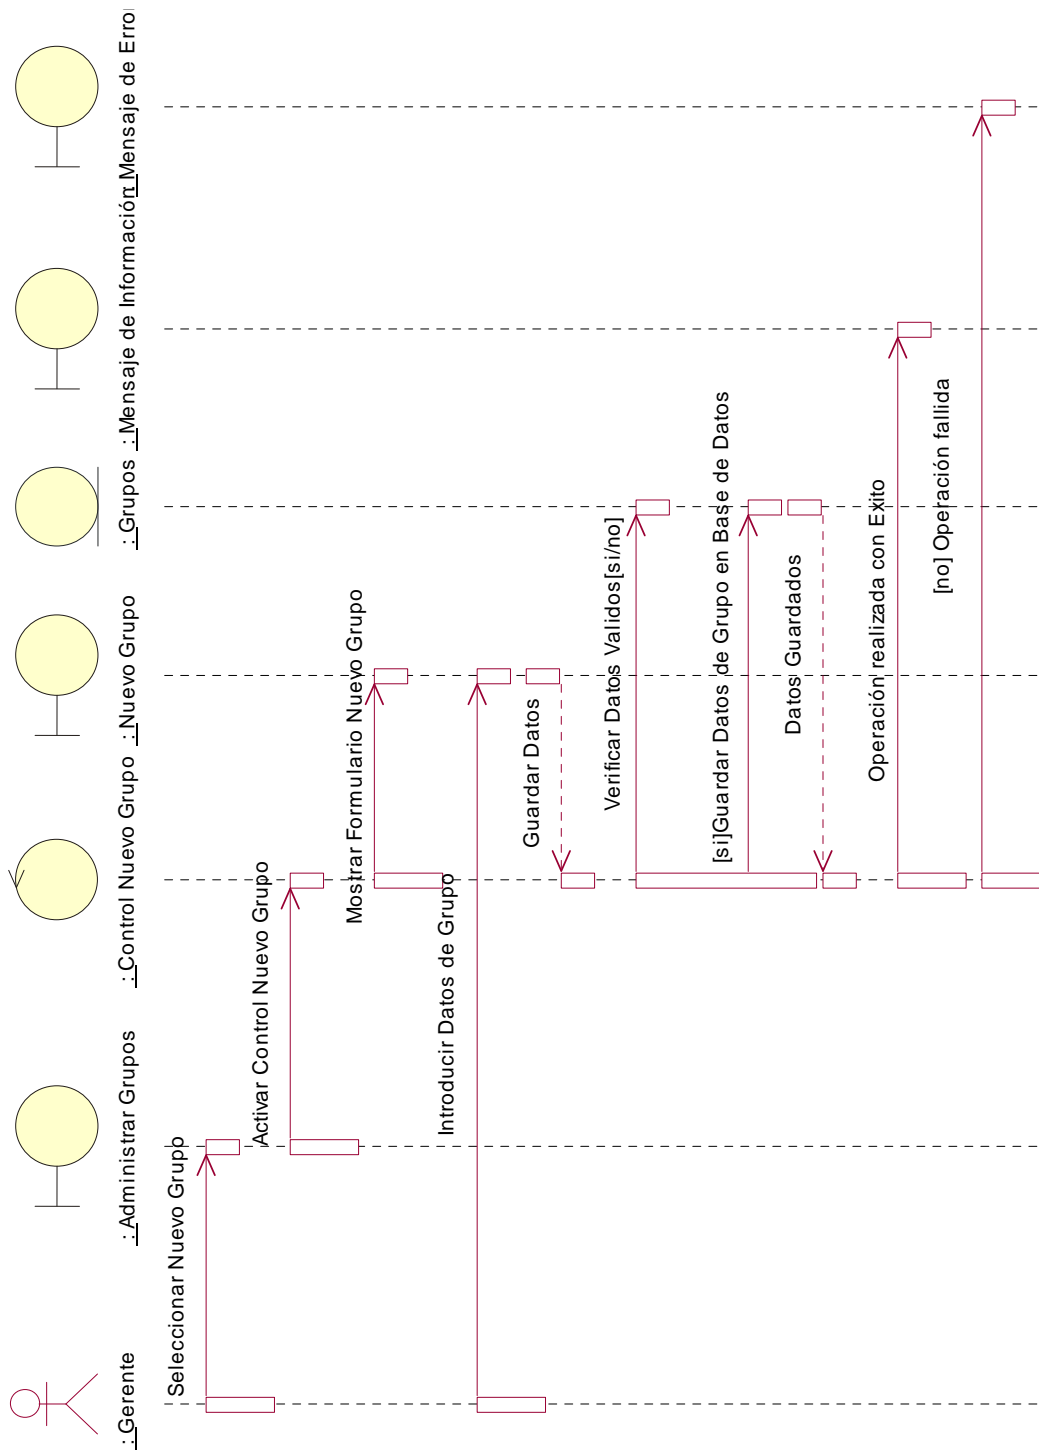 : Gerente
: Administrar Grupos
: Control Nuevo Grupo
: Nuevo Grupo
: Grupos
: Mensaje de Información
: Mensaje de Erro
Seleccionar Nuevo Grupo
Activar Control Nuevo Grupo
Mostrar Formulario Nuevo Grupo
Introducir Datos de Grupo
Guardar Datos
Verificar Datos Validos[si/no]
[si]Guardar Datos de Grupo en Base de Datos
Datos Guardados
Operación realizada con Exito
[no] Operación fallida